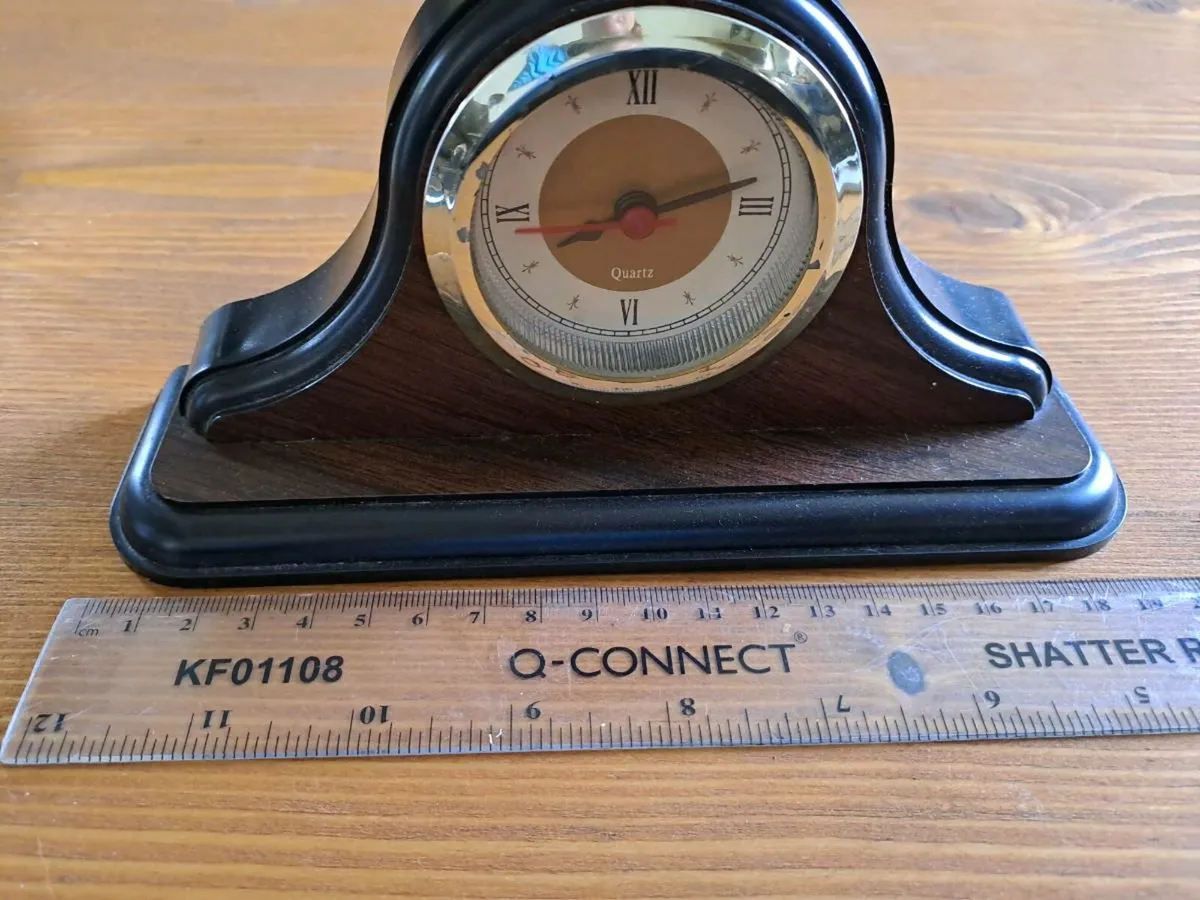 XII
IX III
Quartz
VI
cm 1 2 3 4 5 6 7 8 9 10 11 12 13 14 15 16 17 18 19
KF01108 Q-CONNECT® SHATTER R
12 11 10 9 8 7 6 5